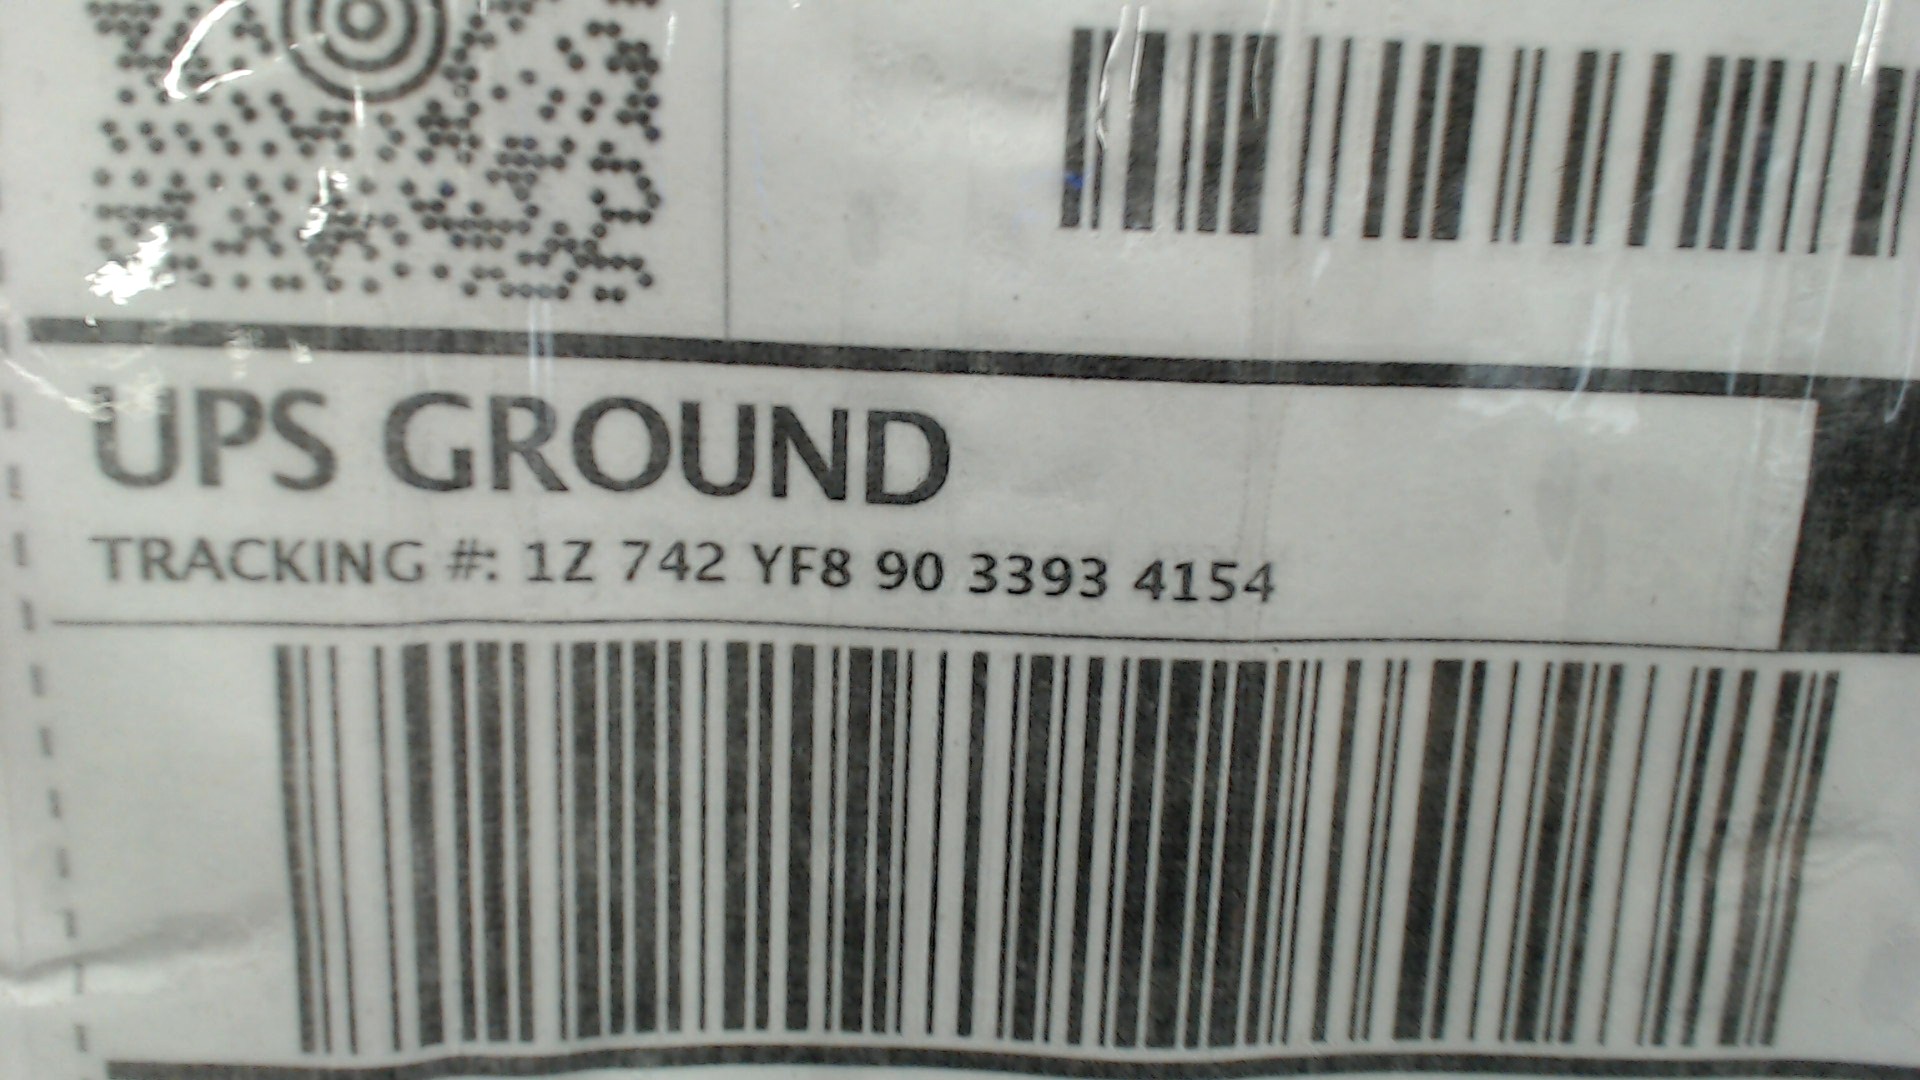 UPS GROUND
TRACKING #: 1Z 742 YF8 90 3393 4154